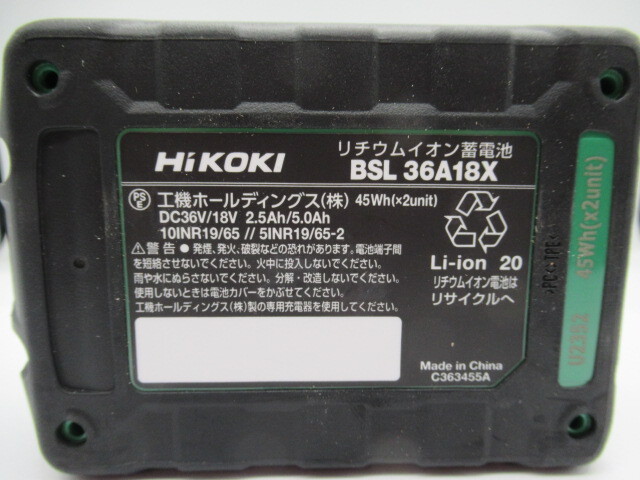 HiKOKI
リチウムイオン蓄電池
BSL 36A18X
PS E
工機ホールディングス(株) 45Wh(×2unit)
DC36V/18V 2.5Ah/5.0Ah
10INR19/65 // 5INR19/65-2
警告 ● 発煙、発火、破裂などの恐れがあります。電池端子間
を短絡させないでください。火中に投入しないでください。
雨や水にぬらさないでください。分解・改造しないでください。
使用しないときは電池カバーをかぶせてください。
工機ホールディングス(株)製の専用充電器を使用してください。
Li-ion 20
リチウムイオン電池は
リサイクルへ
Made in China
C363455A
>PC+TPE<
45Wh(x2unit)